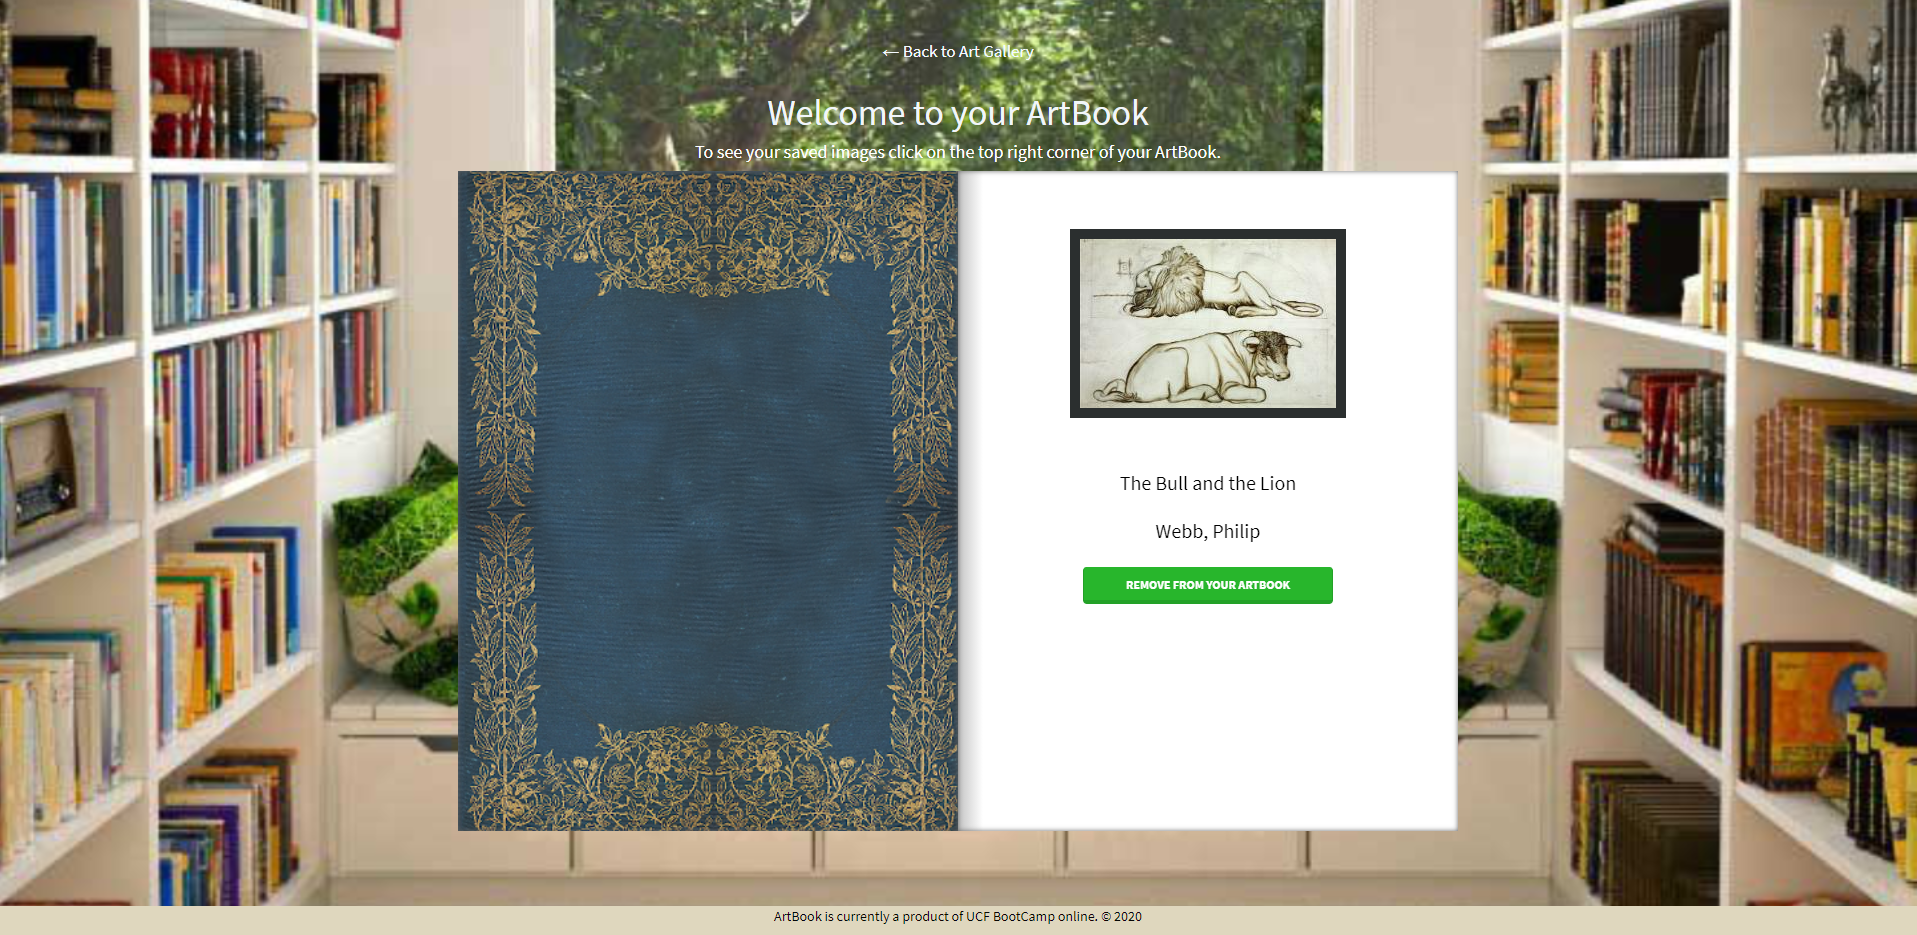 ← Back to Art Gallery
Welcome to your ArtBook
To see your saved images click on the top right corner of your ArtBook.
The Bull and the Lion
Webb, Philip
REMOVE FROM YOUR ARTBOOK
ArtBook is currently a product of UCF BootCamp online. © 2020